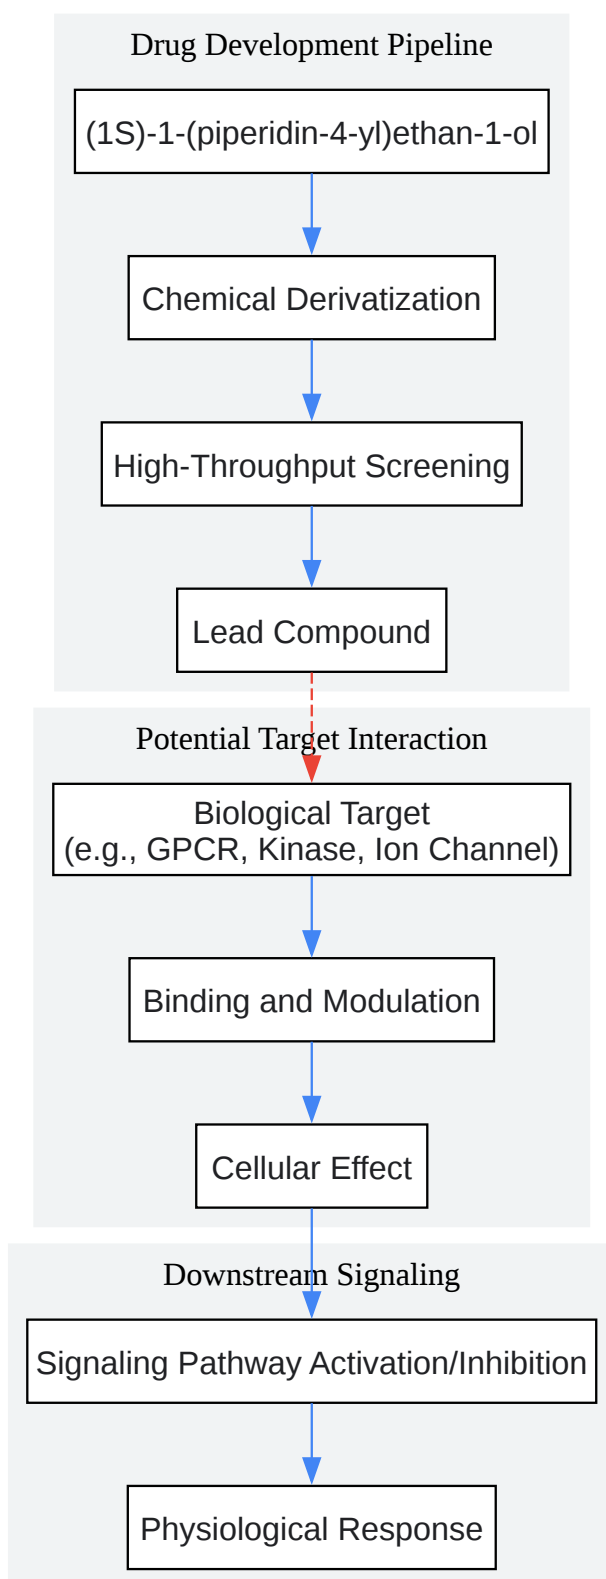 Drug Development Pipeline
(1S)-1-(piperidin-4-yl)ethan-1-ol
Chemical Derivatization
High-Throughput Screening
Lead Compound
Potential Target Interaction
Biological Target
(e.g., GPCR, Kinase, Ion Channel)
Binding and Modulation
Cellular Effect
Downstream Signaling
Signaling Pathway Activation/Inhibition
Physiological Response